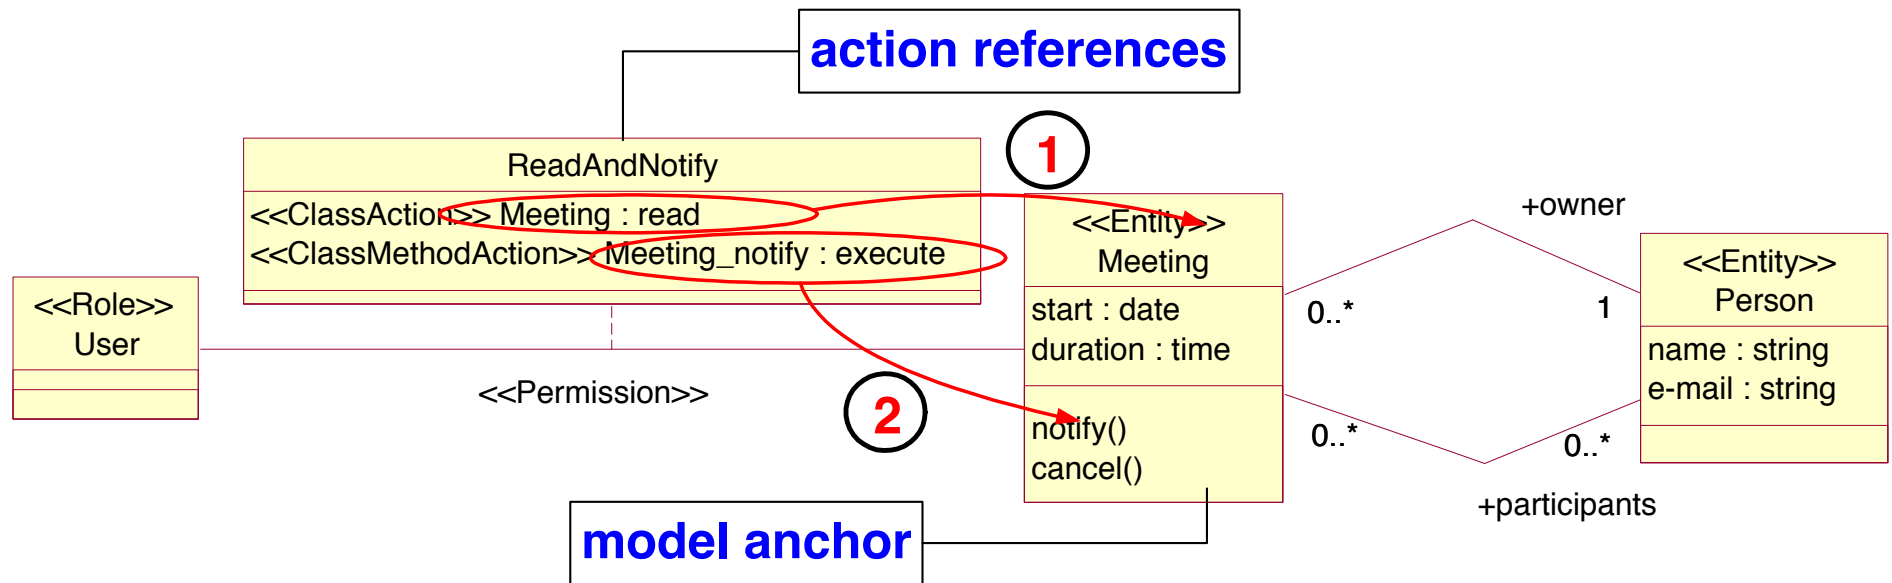 action references
1
ReadAndNotify
<<ClassAction>> Meeting : read
<<ClassMethodAction>> Meeting_notify : execute
<<Role>>
User
<<Permission>>
2
<<Entity>>
Meeting
start : date
duration : time
notify()
cancel()
+owner
0..*
1
0..*
0..*
+participants
<<Entity>>
Person
name : string
e-mail : string
model anchor